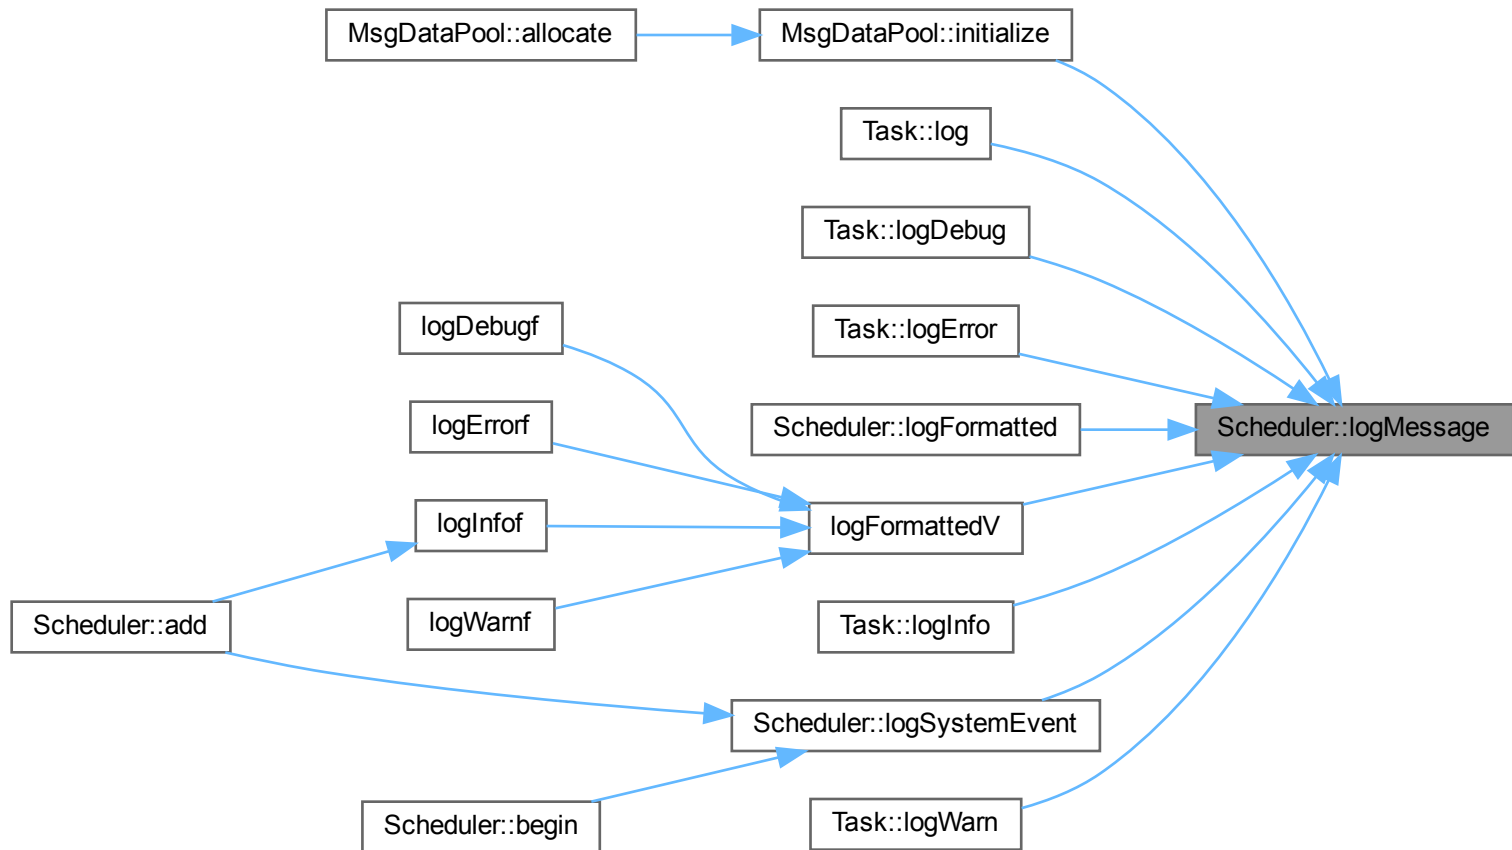 MsgDataPool::allocate
MsgDataPool::initialize
Task::log
Task::logDebug
logDebugf
Task::logError
logErrorf
Scheduler::logFormatted
Scheduler::logMessage
logInfof
logFormattedV
Scheduler::add
logWarnf
Task::logInfo
Scheduler::logSystemEvent
Scheduler::begin
Task::logWarn